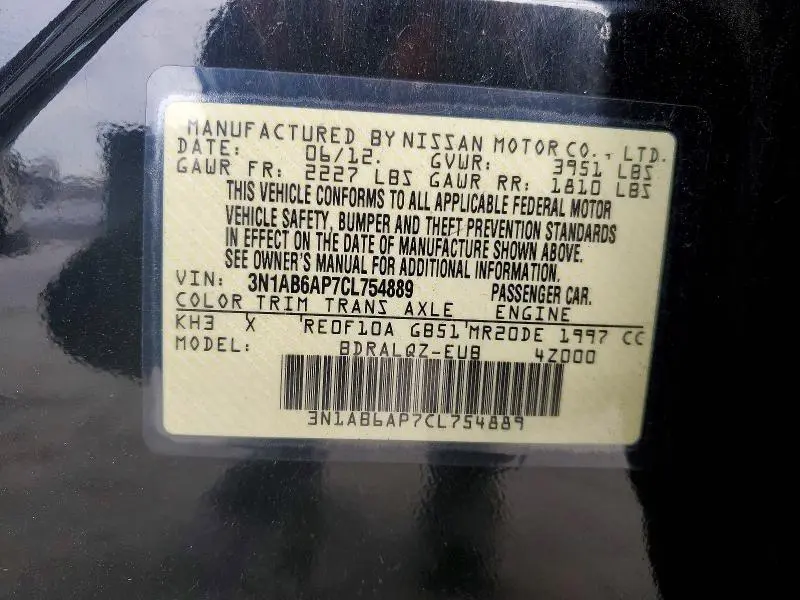 MANUFACTURED BY NISSAN MOTOR CO., LTD.
DATE: 06/12. GVWR: 3951 LBS
GAWR FR: 2227 LBS GAWR RR: 1810 LBS
THIS VEHICLE CONFORMS TO ALL APPLICABLE FEDERAL MOTOR
VEHICLE SAFETY, BUMPER AND THEFT PREVENTION STANDARDS
IN EFFECT ON THE DATE OF MANUFACTURE SHOWN ABOVE.
SEE OWNER'S MANUAL FOR ADDITIONAL INFORMATION.
VIN: 3N1AB6AP7CL754889 PASSENGER CAR.
COLOR TRIM TRANS AXLE ENGINE
KH3 X RE0F10A GB51 MR20DE 1997 CC
MODEL: BDRALQZ-EUB 4Z000
3N1AB6AP7CL754889